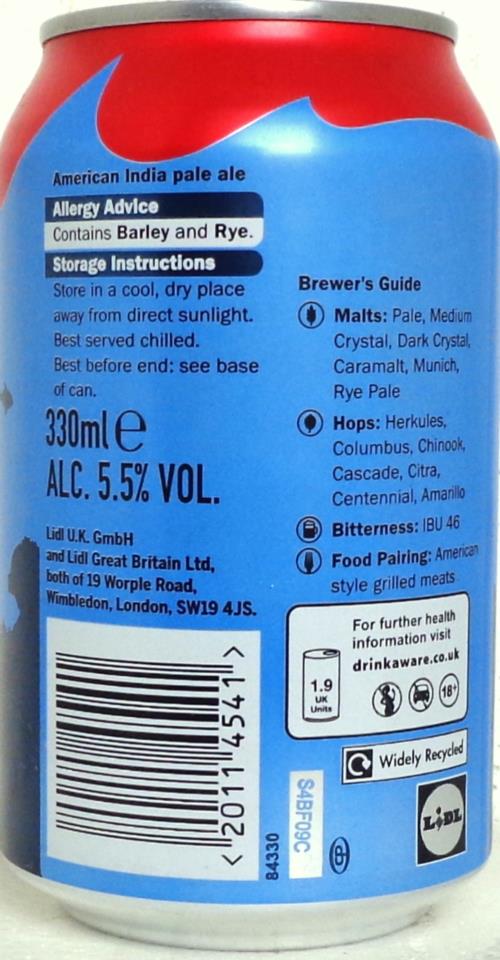 American India pale ale
Allergy Advice
Contains Barley and Rye.
Storage Instructions
Store in a cool, dry place
away from direct sunlight.
Best served chilled.
Best before end: see base
of can.
330ml e
ALC. 5.5% VOL.
Lidl U.K. GmbH
and Lidl Great Britain Ltd,
both of 19 Worple Road,
Wimbledon, London, SW19 4JS.
< 2011 4541 >
84330
Brewer's Guide
Malts: Pale, Medium
Crystal, Dark Crystal,
Caramalt, Munich,
Rye Pale
Hops: Herkules,
Columbus, Chinook,
Cascade, Citra,
Centennial, Amarillo
Bitterness: IBU 46
Food Pairing: American
style grilled meats
For further health
information visit
drinkaware.co.uk
1.9
UK
Units
18+
Widely Recycled
S4BF09C
LiDL